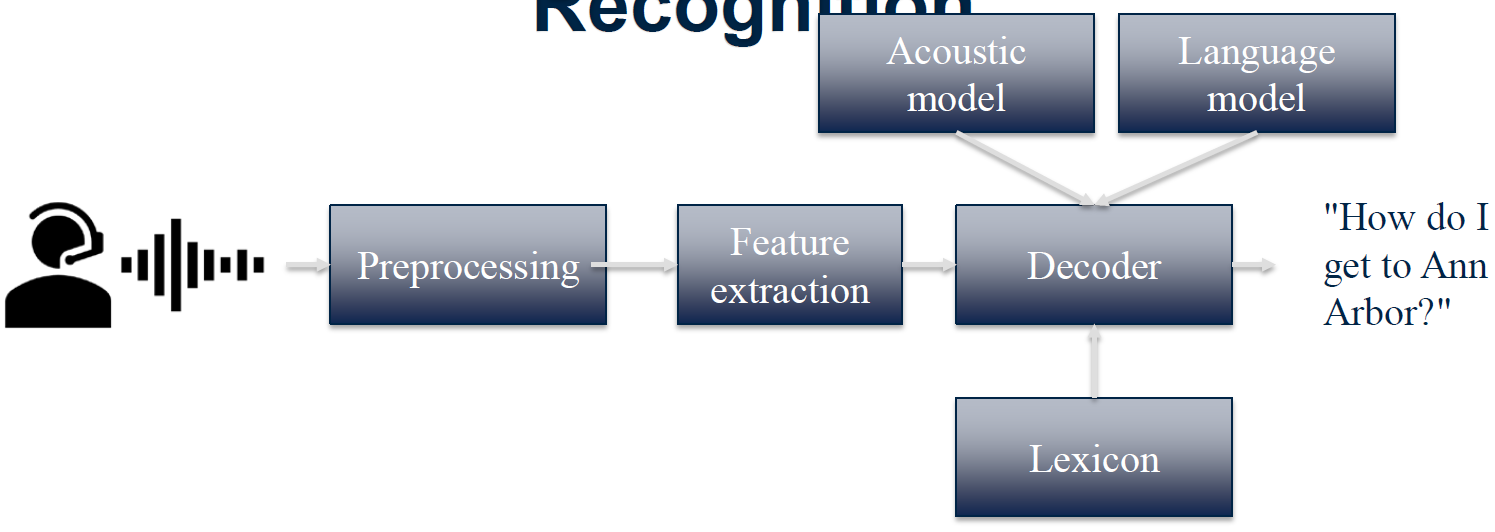 Recognition
Acoustic
model
Language
model
Preprocessing
Feature
extraction
Decoder
"How do I
get to Ann
Arbor?"
Lexicon